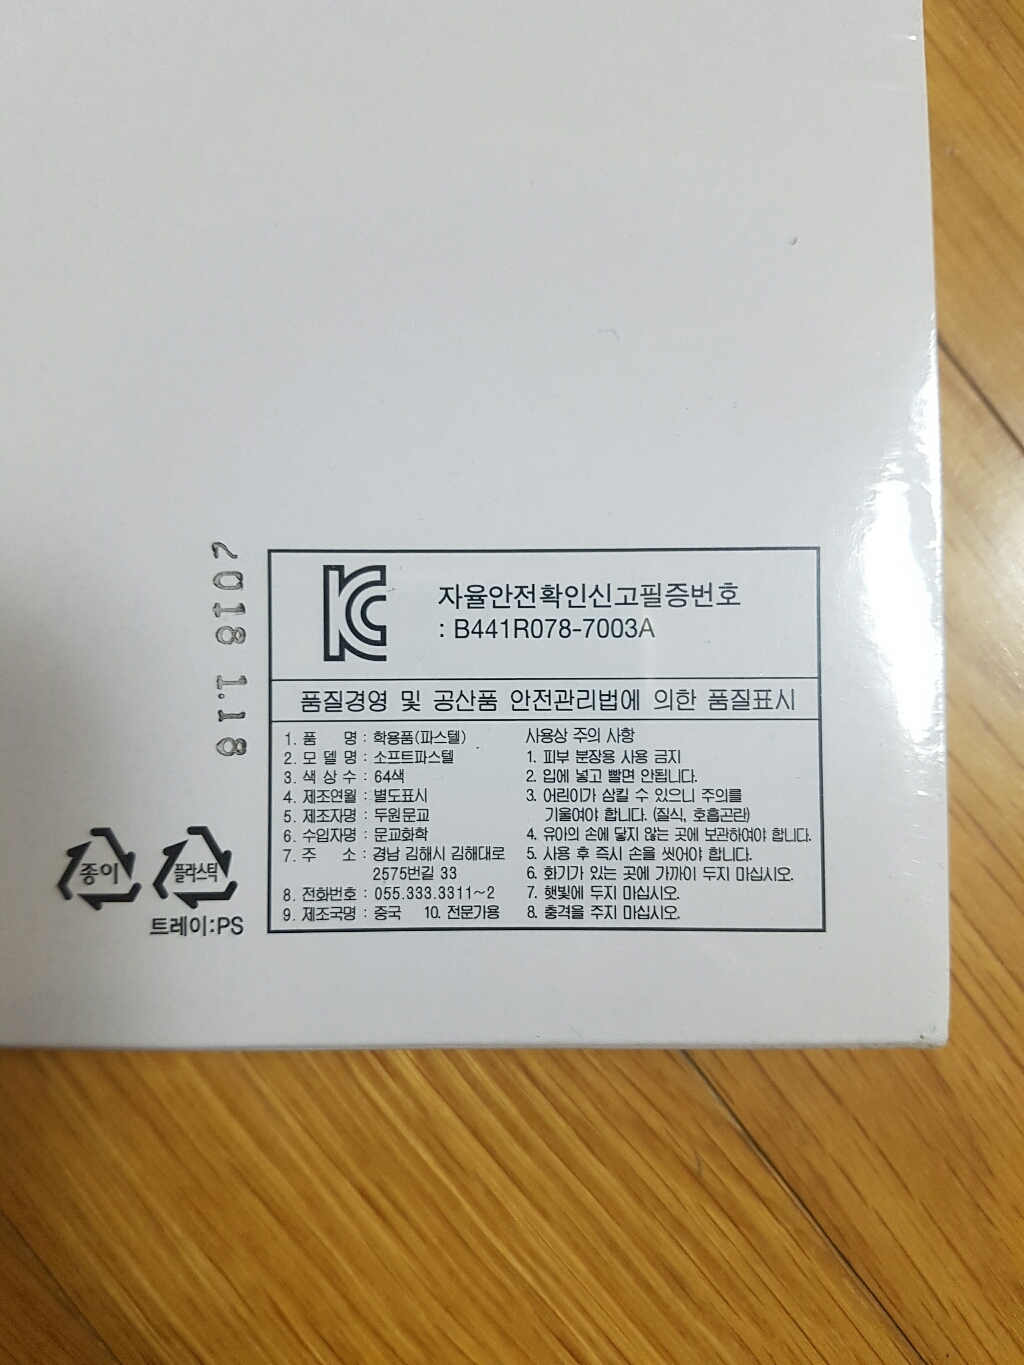 2018 1.18
KC
자율안전확인신고필증번호
: B441R078-7003A
품질경영 및 공산품 안전관리법에 의한 품질표시
1. 품 명 : 학용품(파스텔)
2. 모 델 명 : 소프트파스텔
3. 색 상 수 : 64색
4. 제조연월 : 별도표시
5. 제조자명 : 두원문교
6. 수입자명 : 문교화학
7. 주 소 : 경남 김해시 김해대로
2575번길 33
8. 전화번호 : 055.333.3311~2
9. 제조국명 : 중국 10. 전문가용
사용상 주의 사항
1. 피부 분장용 사용 금지
2. 입에 넣고 빨면 안됩니다.
3. 어린이가 삼킬 수 있으니 주의를
기울여야 합니다. (질식, 호흡곤란)
4. 유아의 손에 닿지 않는 곳에 보관하여야 합니다.
5. 사용 후 즉시 손을 씻어야 합니다.
6. 화기가 있는 곳에 가까이 두지 마십시오.
7. 햇빛에 두지 마십시오.
8. 충격을 주지 마십시오.
종이
플라스틱
트레이:PS